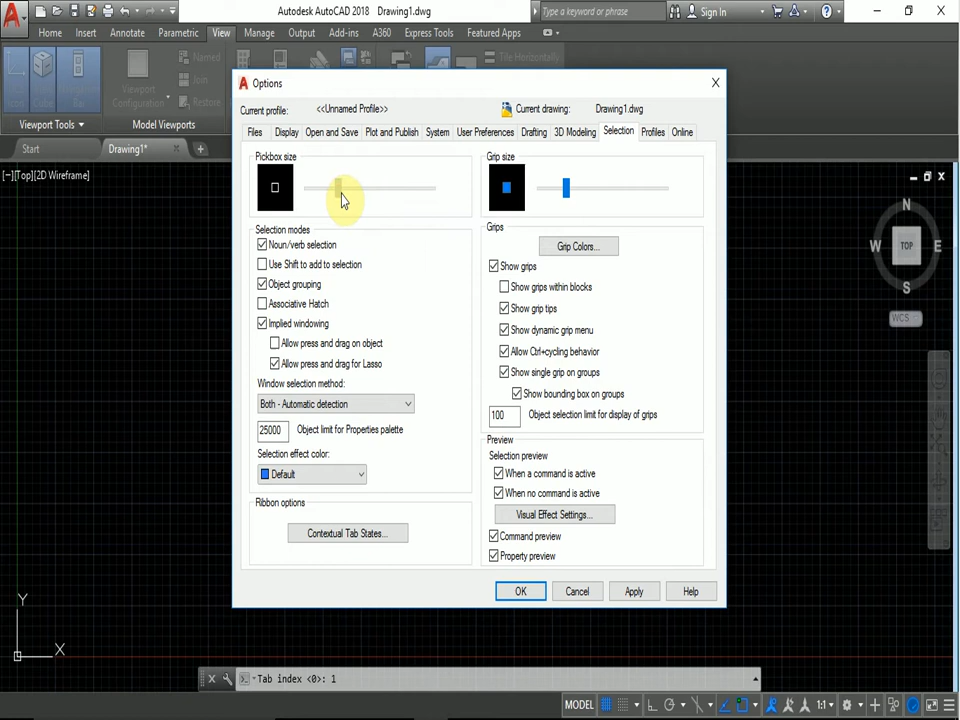 Autodesk AutoCAD 2018 Drawing1.dwg
Type a keyword or phrase
Sign In
Home Insert Annotate Parametric View Manage Output Add-ins A360 Express Tools Featured Apps
Named
Join
Restore
Viewport
Configuration
Tile Horizontally
Viewport Tools
Model Viewports
Start
Drawing1*
[−][Top][2D Wireframe]
Options
Current profile: <<Unnamed Profile>> Current drawing: Drawing1.dwg
Files Display Open and Save Plot and Publish System User Preferences Drafting 3D Modeling Selection Profiles Online
Pickbox size
Selection modes
Noun/verb selection
Use Shift to add to selection
Object grouping
Associative Hatch
Implied windowing
Allow press and drag on object
Allow press and drag for Lasso
Window selection method:
Both - Automatic detection
25000 Object limit for Properties palette
Selection effect color:
Default
Ribbon options
Contextual Tab States...
Grip size
Grips
Grip Colors...
Show grips
Show grips within blocks
Show grip tips
Show dynamic grip menu
Allow Ctrl+cycling behavior
Show single grip on groups
Show bounding box on groups
100 Object selection limit for display of grips
Preview
Selection preview
When a command is active
When no command is active
Visual Effect Settings...
Command preview
Property preview
OK Cancel Apply Help
N
W TOP E
S
WCS
Y
X
Tab index <0>: 1
MODEL
1:1